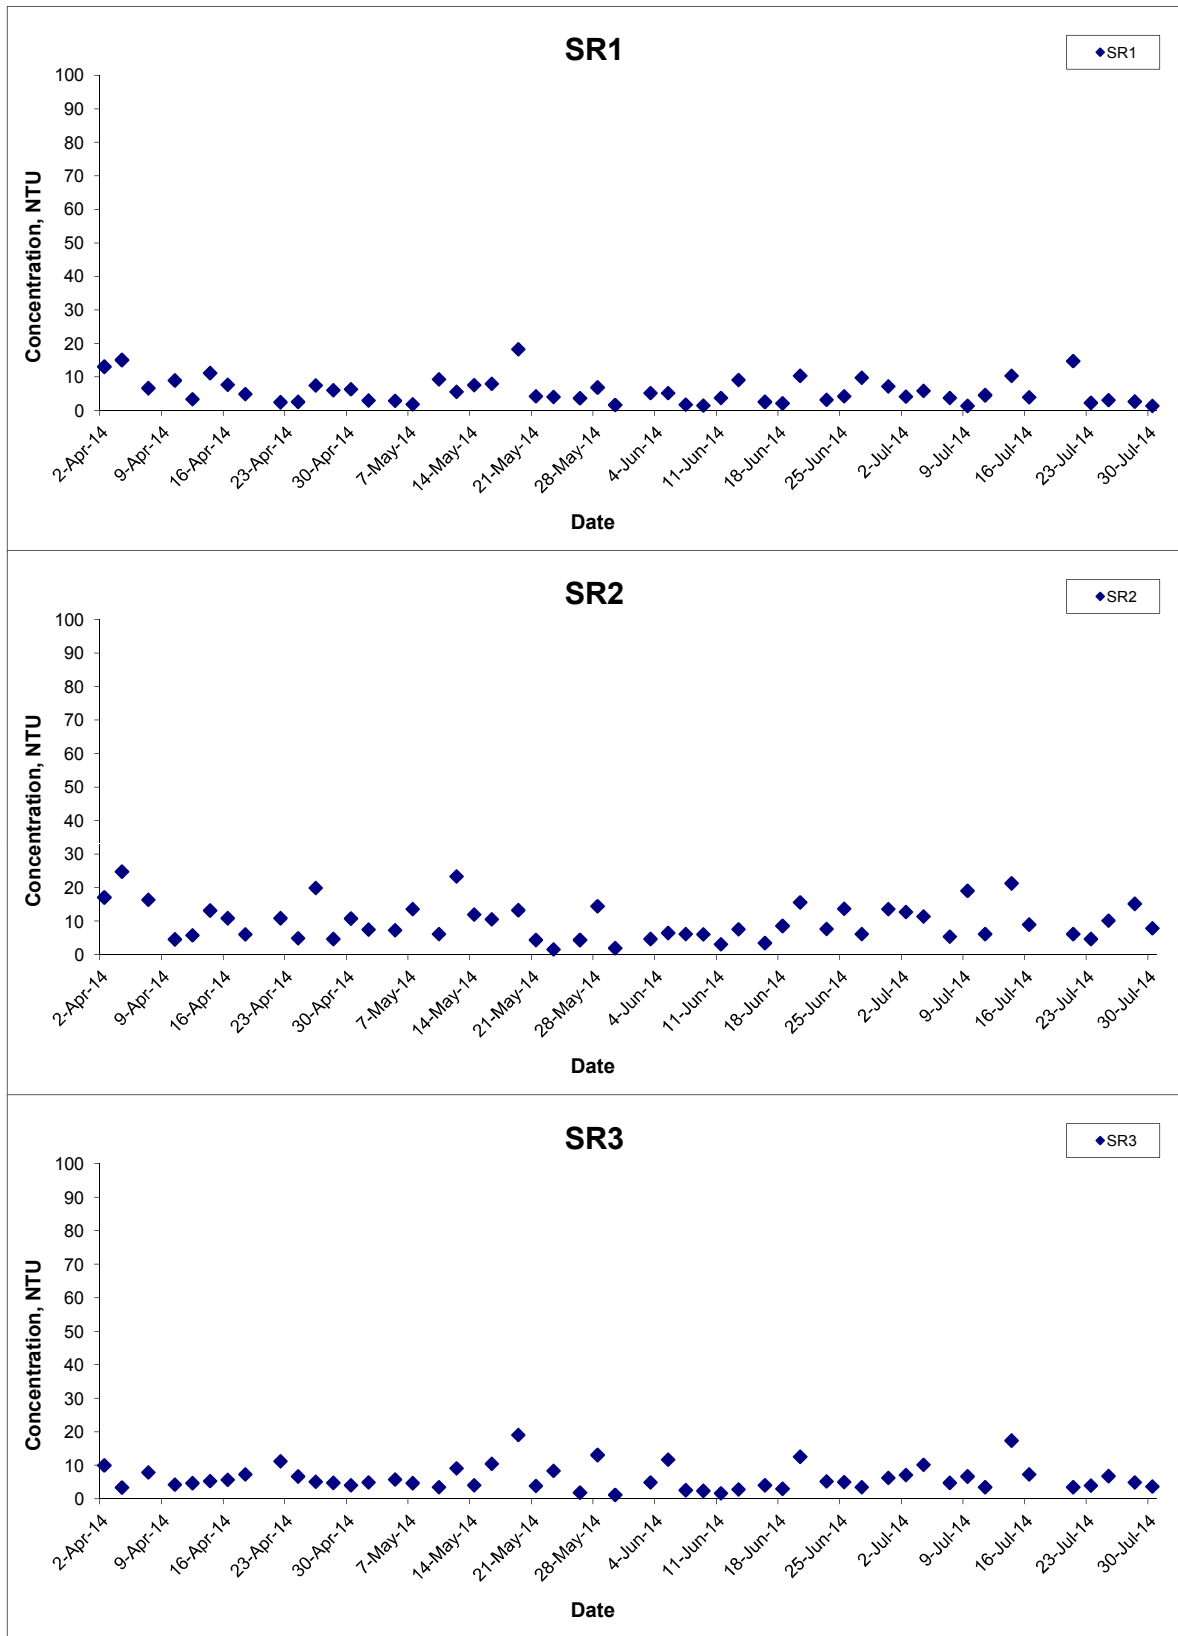 SR1
SR1
100
90
80
70
60
50
40
30
20
10
0
Concentration, NTU
2-Apr-14
9-Apr-14
16-Apr-14
23-Apr-14
30-Apr-14
7-May-14
14-May-14
21-May-14
28-May-14
4-Jun-14
11-Jun-14
18-Jun-14
25-Jun-14
2-Jul-14
9-Jul-14
16-Jul-14
23-Jul-14
30-Jul-14
Date
SR2
SR2
100
90
80
70
60
50
40
30
20
10
0
Concentration, NTU
2-Apr-14
9-Apr-14
16-Apr-14
23-Apr-14
30-Apr-14
7-May-14
14-May-14
21-May-14
28-May-14
4-Jun-14
11-Jun-14
18-Jun-14
25-Jun-14
2-Jul-14
9-Jul-14
16-Jul-14
23-Jul-14
30-Jul-14
Date
SR3
SR3
100
90
80
70
60
50
40
30
20
10
0
Concentration, NTU
2-Apr-14
9-Apr-14
16-Apr-14
23-Apr-14
30-Apr-14
7-May-14
14-May-14
21-May-14
28-May-14
4-Jun-14
11-Jun-14
18-Jun-14
25-Jun-14
2-Jul-14
9-Jul-14
16-Jul-14
23-Jul-14
30-Jul-14
Date